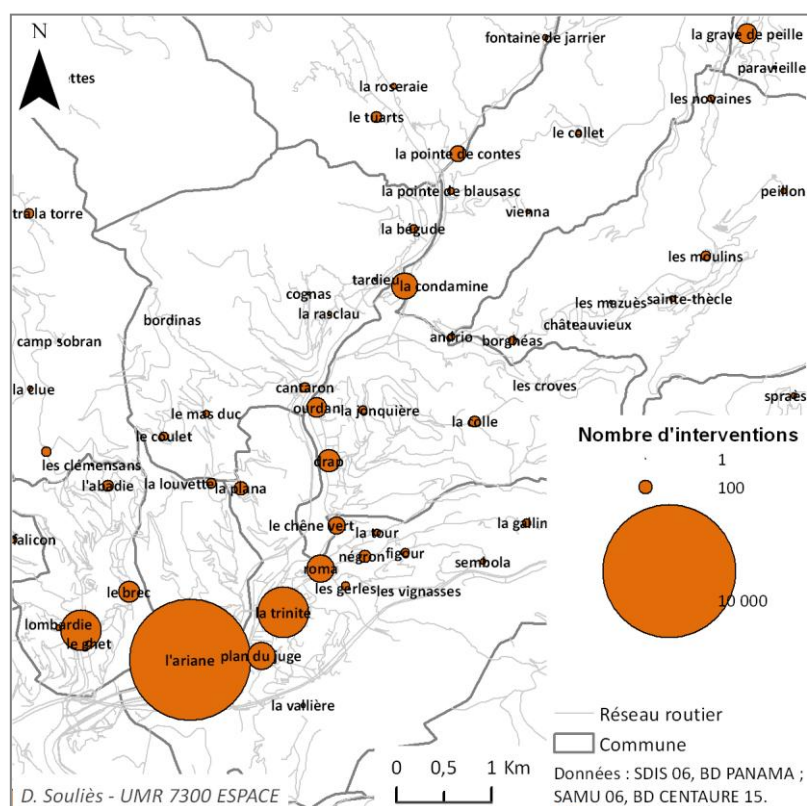 N
fontaine de jarrier
la grave de peille
paravieille
ettes
la roseraie
les novaines
le tuarts
le collet
la pointe de contes
la pointe de blausasc
peillon
tra la torre
vienna
la bégude
les moulins
tardieu
la condamine
cognas
les mazuès
sainte-thècle
la rasclau
bordinas
châteauvieux
camp sobran
andrio
borghéas
la clue
cantaron
les croves
spraes
le mas duc
ourdan
la jonquière
la colle
le coulet
Nombre d'interventions
les clémensans
drap
1
l'abadie
la louvette
la plana
100
le chêne vert
la tour
la gallin
falicon
négron
figour
sembola
roma
le brec
les gerles
les vignasses
10 000
lombardie
la trinité
le ghet
l'ariane
plan du juge
la vallière
Réseau routier
Commune
0
0,5
1 Km
Données : SDIS 06, BD PANAMA ;
SAMU 06, BD CENTAURE 15.
D. Souliès - UMR 7300 ESPACE